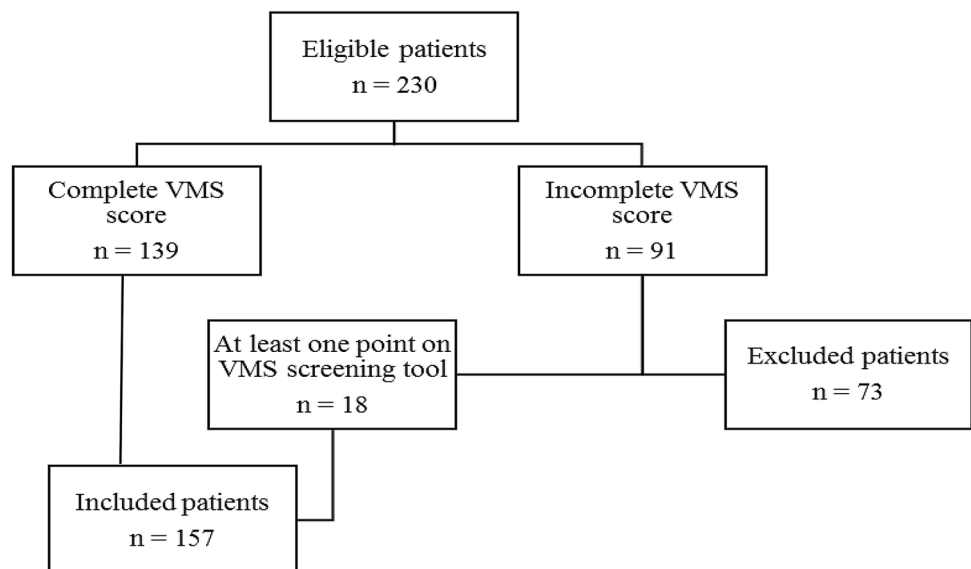 Eligible patients
n = 230
Complete VMS
score
n = 139
Incomplete VMS
score
n = 91
At least one point on
VMS screening tool
n = 18
Excluded patients
n = 73
Included patients
n = 157